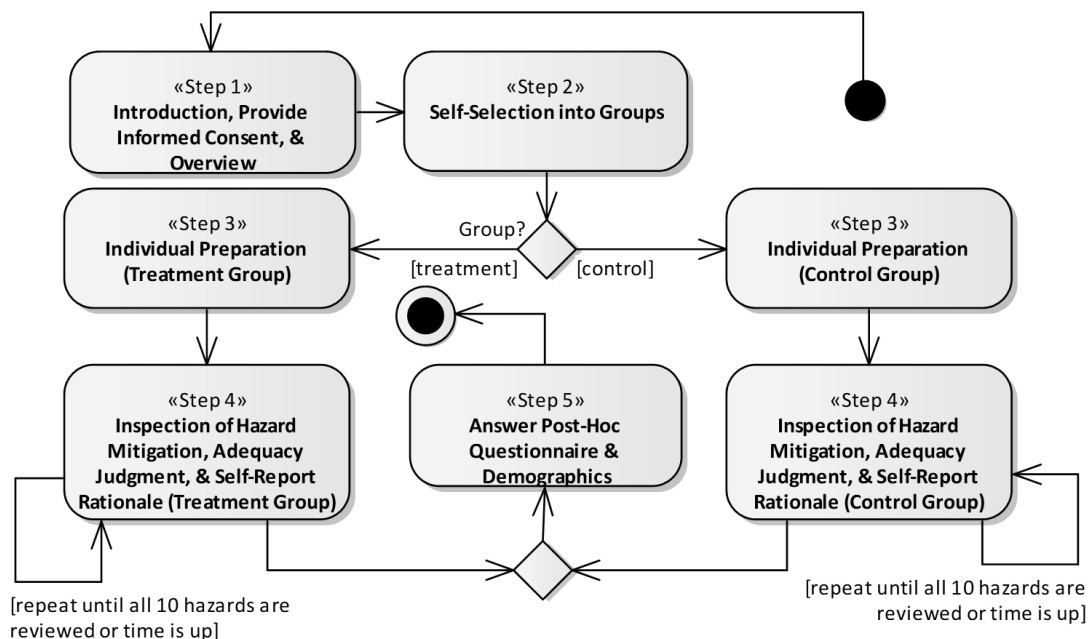 «Step 1»
Introduction, Provide
Informed Consent, &
Overview
«Step 2»
Self-Selection into Groups
Group?
[treatment]
[control]
«Step 3»
Individual Preparation
(Treatment Group)
«Step 3»
Individual Preparation
(Control Group)
«Step 4»
Inspection of Hazard
Mitigation, Adequacy
Judgment, & Self-Report
Rationale (Treatment Group)
«Step 5»
Answer Post-Hoc
Questionnaire &
Demographics
«Step 4»
Inspection of Hazard
Mitigation, Adequacy
Judgment, & Self-Report
Rationale (Control Group)
[repeat until all 10 hazards are
reviewed or time is up]
[repeat until all 10 hazards are
reviewed or time is up]